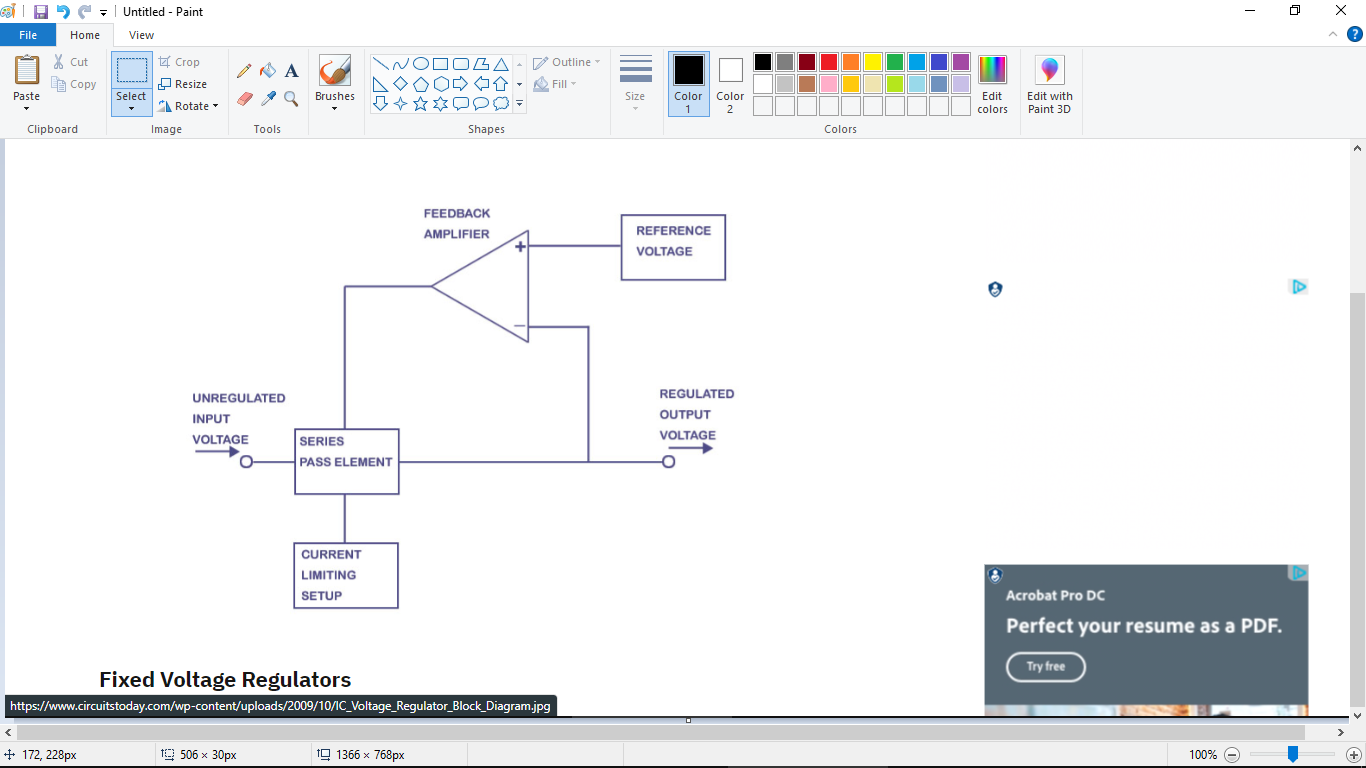 Untitled - Paint
File
Home
View
Paste
Cut
Copy
Clipboard
Select
Crop
Resize
Rotate
Image
A
Tools
Brushes
Outline
Fill
Shapes
Size
Color
1
Color
2
Edit
colors
Colors
Edit with
Paint 3D
FEEDBACK
AMPLIFIER
+
−
REFERENCE
VOLTAGE
UNREGULATED
INPUT
VOLTAGE
REGULATED
OUTPUT
VOLTAGE
SERIES
PASS ELEMENT
CURRENT
LIMITING
SETUP
Acrobat Pro DC
Perfect your resume as a PDF.
Try free
Fixed Voltage Regulators
https://www.circuitstoday.com/wp-content/uploads/2009/10/IC_Voltage_Regulator_Block_Diagram.jpg
172, 228px
506 × 30px
1366 × 768px
100%